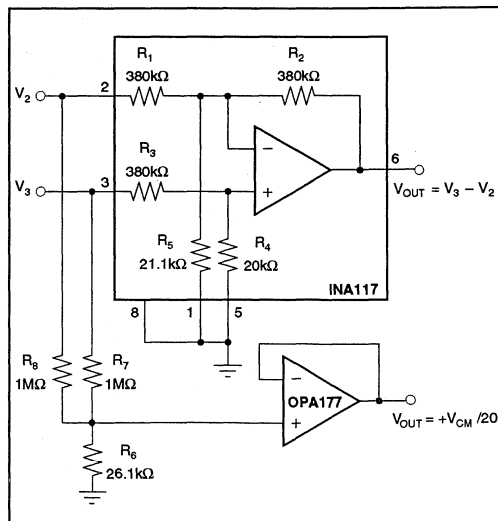 R1
380kΩ
R2
380kΩ
V2
2
R3
380kΩ
V3
3
−
+
6
VOUT = V3 − V2
R5
21.1kΩ
R4
20kΩ
INA117
8
1
5
R8
1MΩ
R7
1MΩ
−
OPA177
+
VOUT = +VCM /20
R6
26.1kΩ